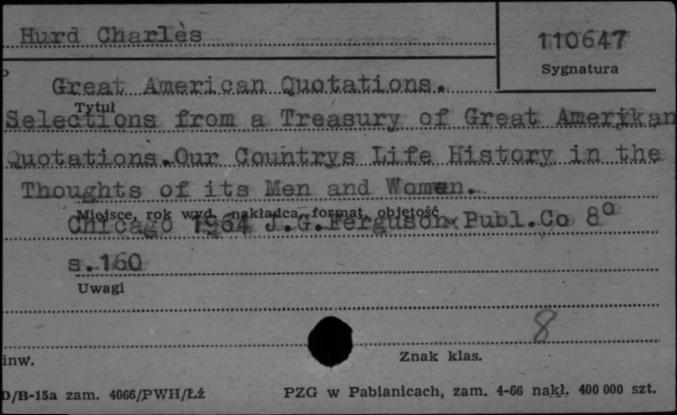 Hurd Charlès
110647
Sygnatura
Great American Quotations.
Tytuł
Selections from a Treasury of Great Amerikan
Quotations.Our Countrys Life History in the
Thoughts of its Men and Women.
Miejsce, rok wyd., nakładca, format, objętość
Chicago 1964 J.G.Ferguson Publ.Co 8°
s.160
Uwagi
8
inw.
Znak klas.
D/B-15a zam. 4066/PWH/Łź
PZG w Pabianicach, zam. 4-66 nakł. 400 000 szt.